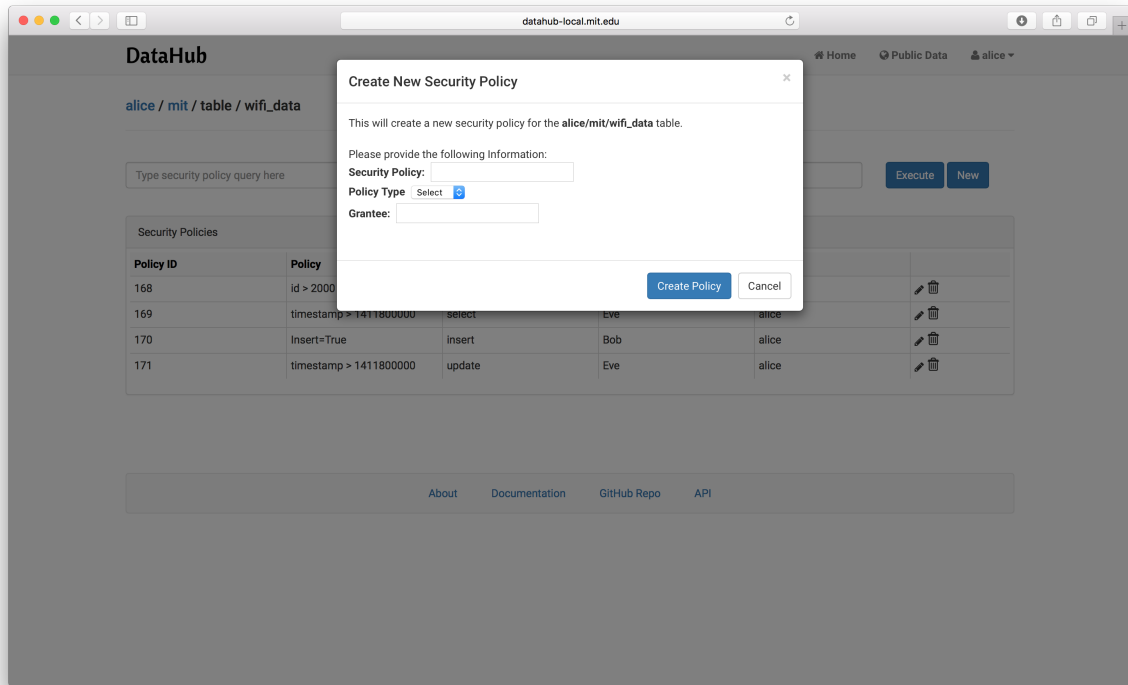 datahub-local.mit.edu
DataHub
Home Public Data alice
Create New Security Policy ×
alice / mit / table / wifi_data
This will create a new security policy for the alice/mit/wifi_data table.
Please provide the following Information:
Security Policy:
Type security policy query here
Execute New
Policy Type Select
Grantee:
Security Policies
Policy ID Policy
Create Policy Cancel
168 id > 2000
169 timestamp > 1411800000 select Eve alice
170 Insert=True insert Bob alice
171 timestamp > 1411800000 update Eve alice
About Documentation GitHub Repo API